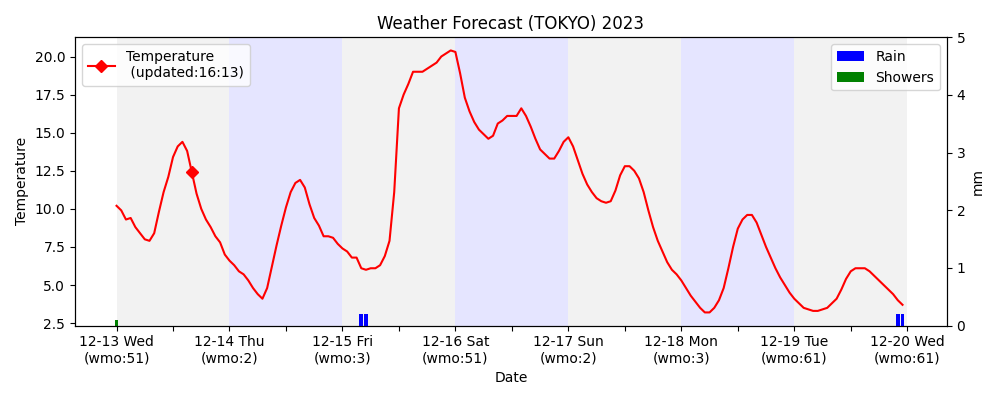 Weather Forecast (TOKYO) 2023
Temperature
(updated:16:13)
Rain
Showers
20.0
17.5
15.0
12.5
10.0
7.5
5.0
2.5
Temperature
5
4
3
2
1
0
mm
12-13 Wed
(wmo:51)
12-14 Thu
(wmo:2)
12-15 Fri
(wmo:3)
12-16 Sat
(wmo:51)
12-17 Sun
(wmo:2)
12-18 Mon
(wmo:3)
12-19 Tue
(wmo:61)
12-20 Wed
(wmo:61)
Date